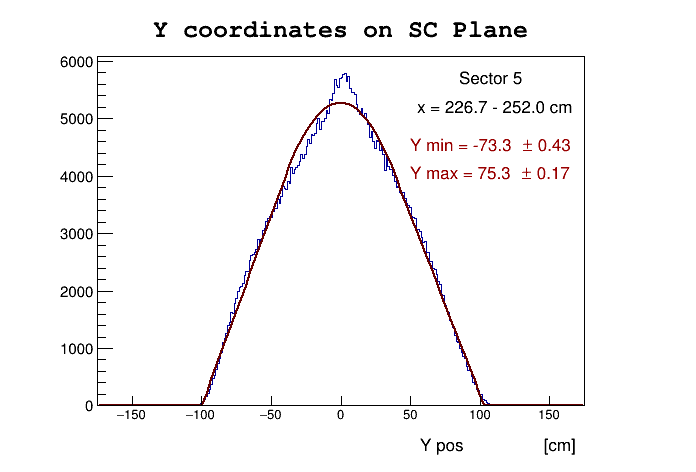 Y coordinates on SC Plane
Sector 5
x = 226.7 - 252.0 cm
Y min = -73.3 ± 0.43
Y max = 75.3 ± 0.17
6000
5000
4000
3000
2000
1000
0
−150 −100 −50 0 50 100 150
Y pos [cm]